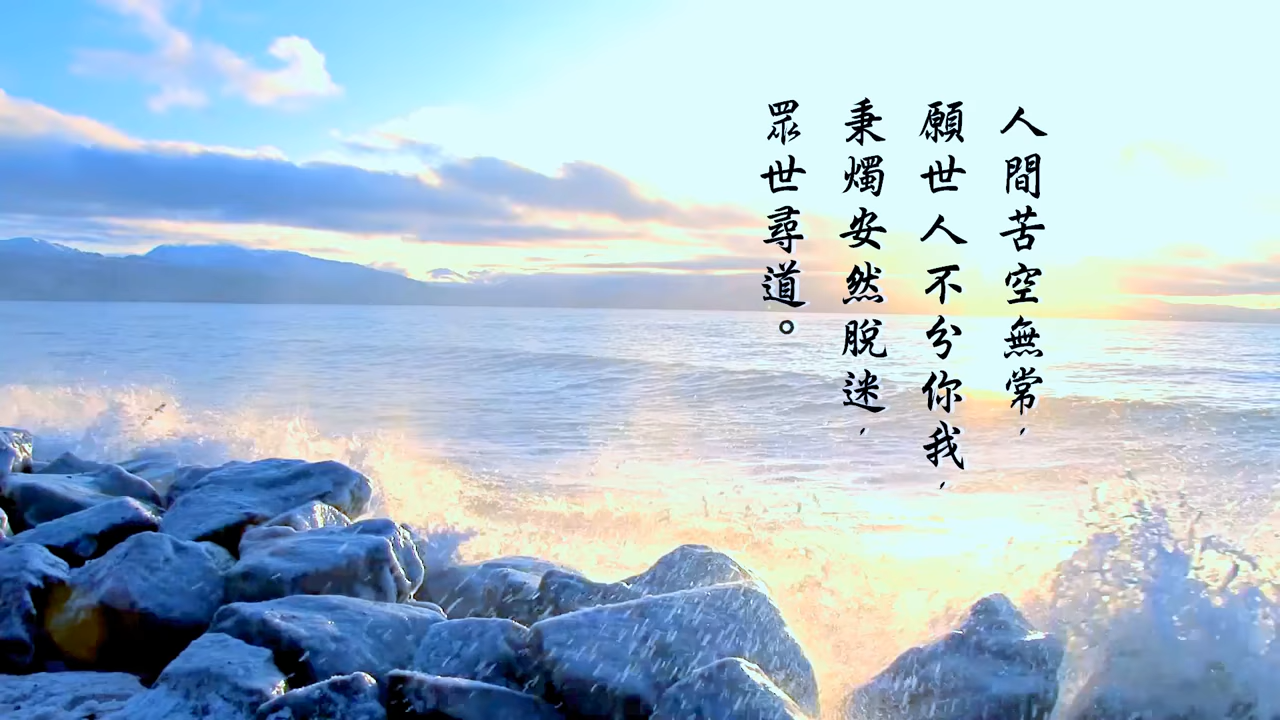 人間苦空無常，
願世人不分你我，
秉燭安然脫迷，
眾世尋道。